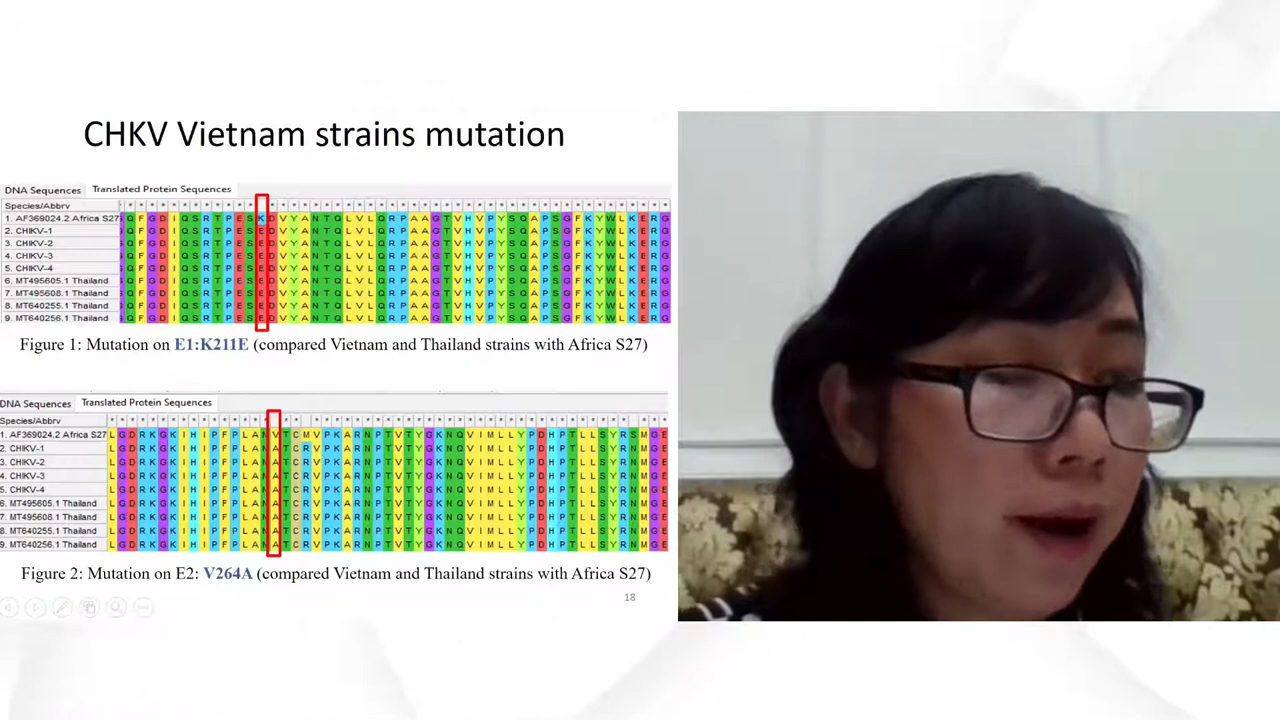 CHKV Vietnam strains mutation
DNA Sequences Translated Protein Sequences
Species/Abbrv
1. AF369024.2 Africa S27 Q F G D I Q S R T P E S K D V Y A N T Q L V L Q R P A A G T V H V P Y S Q A P S G F K Y W L K E R G
2. CHIKV-1 Q F G D I Q S R T P E S E D V Y A N T Q L V L Q R P A A G T V H V P Y S Q A P S G F K Y W L K E R G
3. CHIKV-2 Q F G D I Q S R T P E S E D V Y A N T Q L V L Q R P A A G T V H V P Y S Q A P S G F K Y W L K E R G
4. CHIKV-3 Q F G D I Q S R T P E S E D V Y A N T Q L V L Q R P A A G T V H V P Y S Q A P S G F K Y W L K E R G
5. CHIKV-4 Q F G D I Q S R T P E S E D V Y A N T Q L V L Q R P A A G T V H V P Y S Q A P S G F K Y W L K E R G
6. MT495605.1 Thailand Q F G D I Q S R T P E S E D V Y A N T Q L V L Q R P A A G T V H V P Y S Q A P S G F K Y W L K E R G
7. MT495608.1 Thailand Q F G D I Q S R T P E S E D V Y A N T Q L V L Q R P A A G T V H V P Y S Q A P S G F K Y W L K E R G
8. MT640255.1 Thailand Q F G D I Q S R T P E S E D V Y A N T Q L V L Q R P A A G T V H V P Y S Q A P S G F K Y W L K E R G
9. MT640256.1 Thailand Q F G D I Q S R T P E S E D V Y A N T Q L V L Q R P A A G T V H V P Y S Q A P S G F K Y W L K E R G
Figure 1: Mutation on E1:K211E (compared Vietnam and Thailand strains with Africa S27)
DNA Sequences Translated Protein Sequences
Species/Abbrv
1. AF369024.2 Africa S27 L G D R K G K I H I P F P L A N V T C M V P K A R N P T V T Y G K N Q V I M L L Y P D H P T L L S Y R S M G E
2. CHIKV-1 L G D R K G K I H I P F P L A N A T C R V P K A R N P T V T Y G K N Q V I M L L Y P D H P T L L S Y R N M G E
3. CHIKV-2 L G D R K G K I H I P F P L A N A T C R V P K A R N P T V T Y G K N Q V I M L L Y P D H P T L L S Y R N M G E
4. CHIKV-3 L G D R K G K I H I P F P L A N A T C R V P K A R N P T V T Y G K N Q V I M L L Y P D H P T L L S Y R N M G E
5. CHIKV-4 L G D R K G K I H I P F P L A N A T C R V P K A R N P T V T Y G K N Q V I M L L Y P D H P T L L S Y R N M G E
6. MT495605.1 Thailand L G D R K G K I H I P F P L A N A T C R V P K A R N P T V T Y G K N Q V I M L L Y P D H P T L L S Y R N M G E
7. MT495608.1 Thailand L G D R K G K I H I P F P L A N A T C R V P K A R N P T V T Y G K N Q V I M L L Y P D H P T L L S Y R N M G E
8. MT640255.1 Thailand L G D R K G K I H I P F P L A N A T C R V P K A R N P T V T Y G K N Q V I M L L Y P D H P T L L S Y R N M G E
9. MT640256.1 Thailand L G D R K G K I H I P F P L A N A T C R V P K A R N P T V T Y G K N Q V I M L L Y P D H P T L L S Y R N M G E
Figure 2: Mutation on E2: V264A (compared Vietnam and Thailand strains with Africa S27)
18